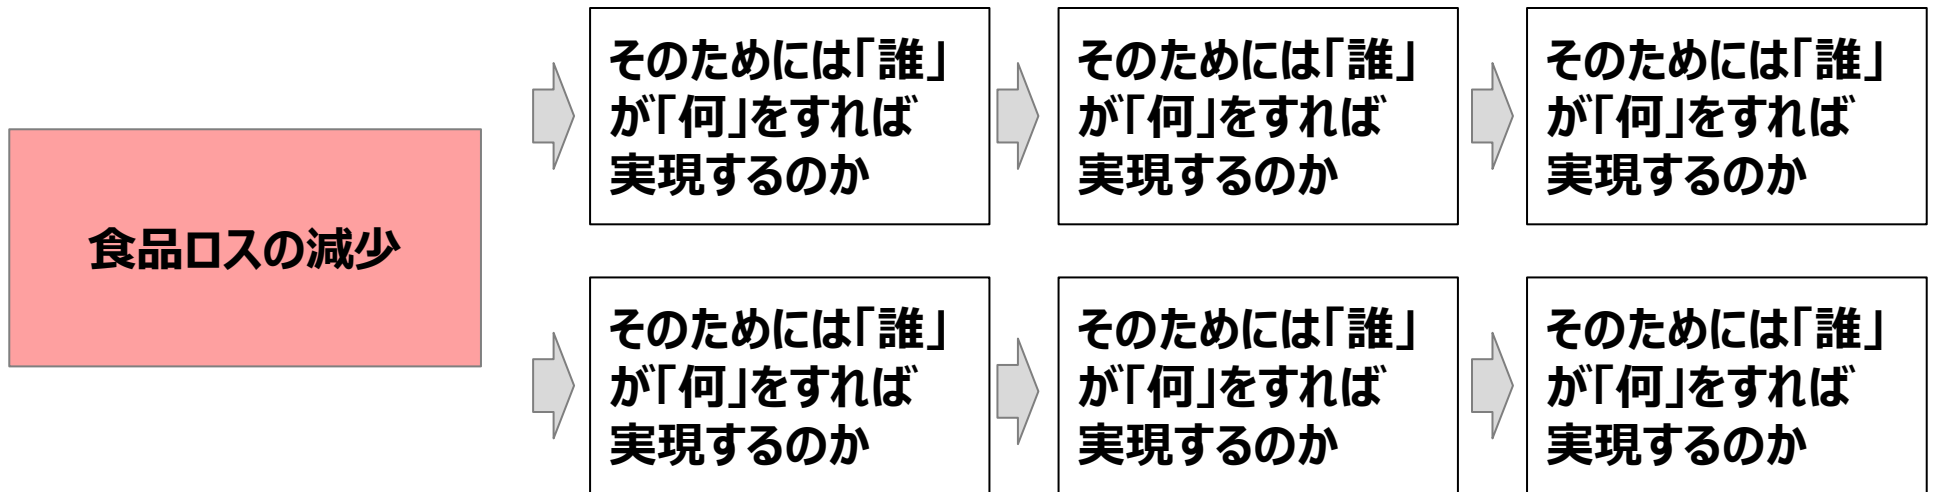 食品ロスの減少
そのためには「誰」
が「何」をすれば
実現するのか
そのためには「誰」
が「何」をすれば
実現するのか
そのためには「誰」
が「何」をすれば
実現するのか
そのためには「誰」
が「何」をすれば
実現するのか
そのためには「誰」
が「何」をすれば
実現するのか
そのためには「誰」
が「何」をすれば
実現するのか